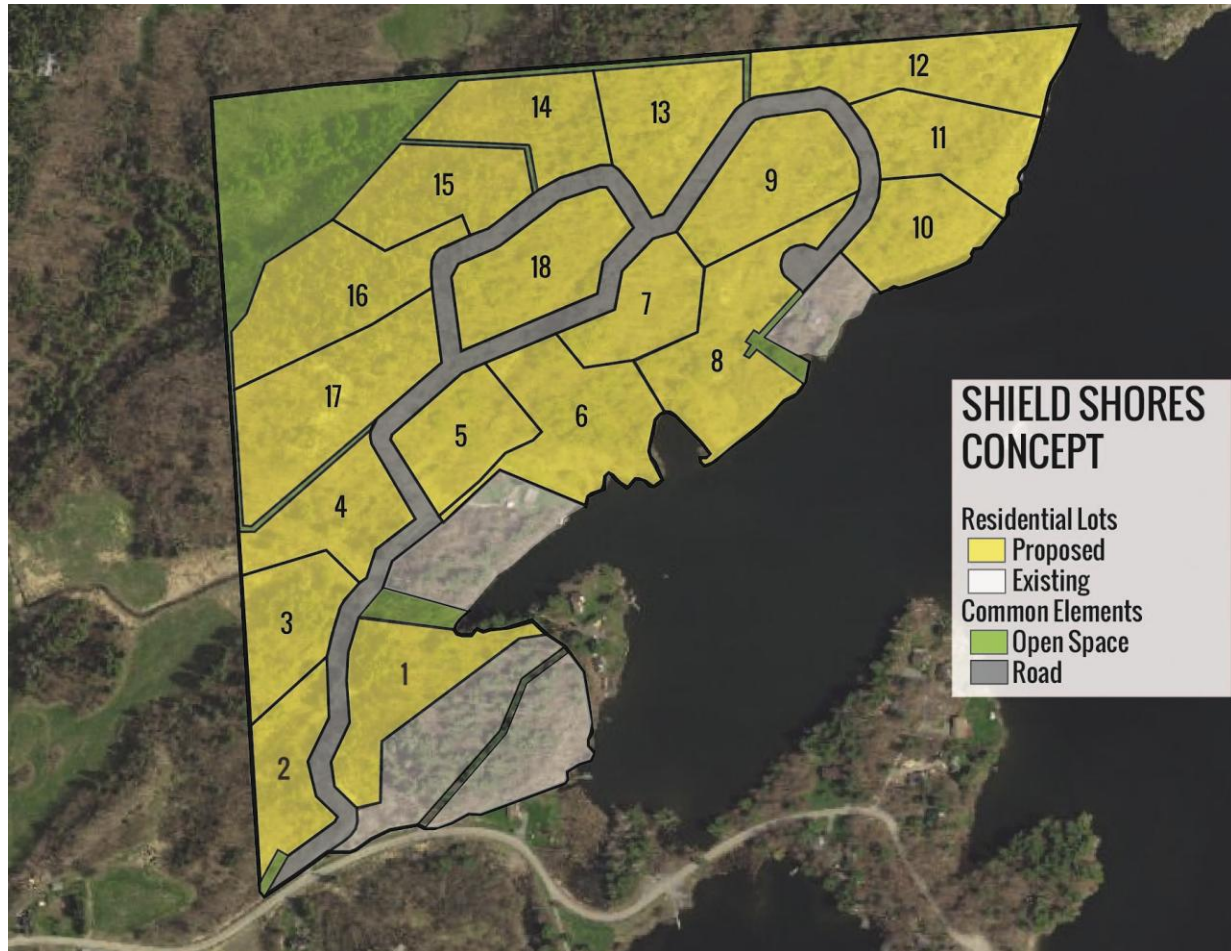 12
14
13
11
15
9
10
18
16
7
8
17
6
5
4
3
1
2
SHIELD SHORES
CONCEPT
Residential Lots
Proposed
Existing
Common Elements
Open Space
Road